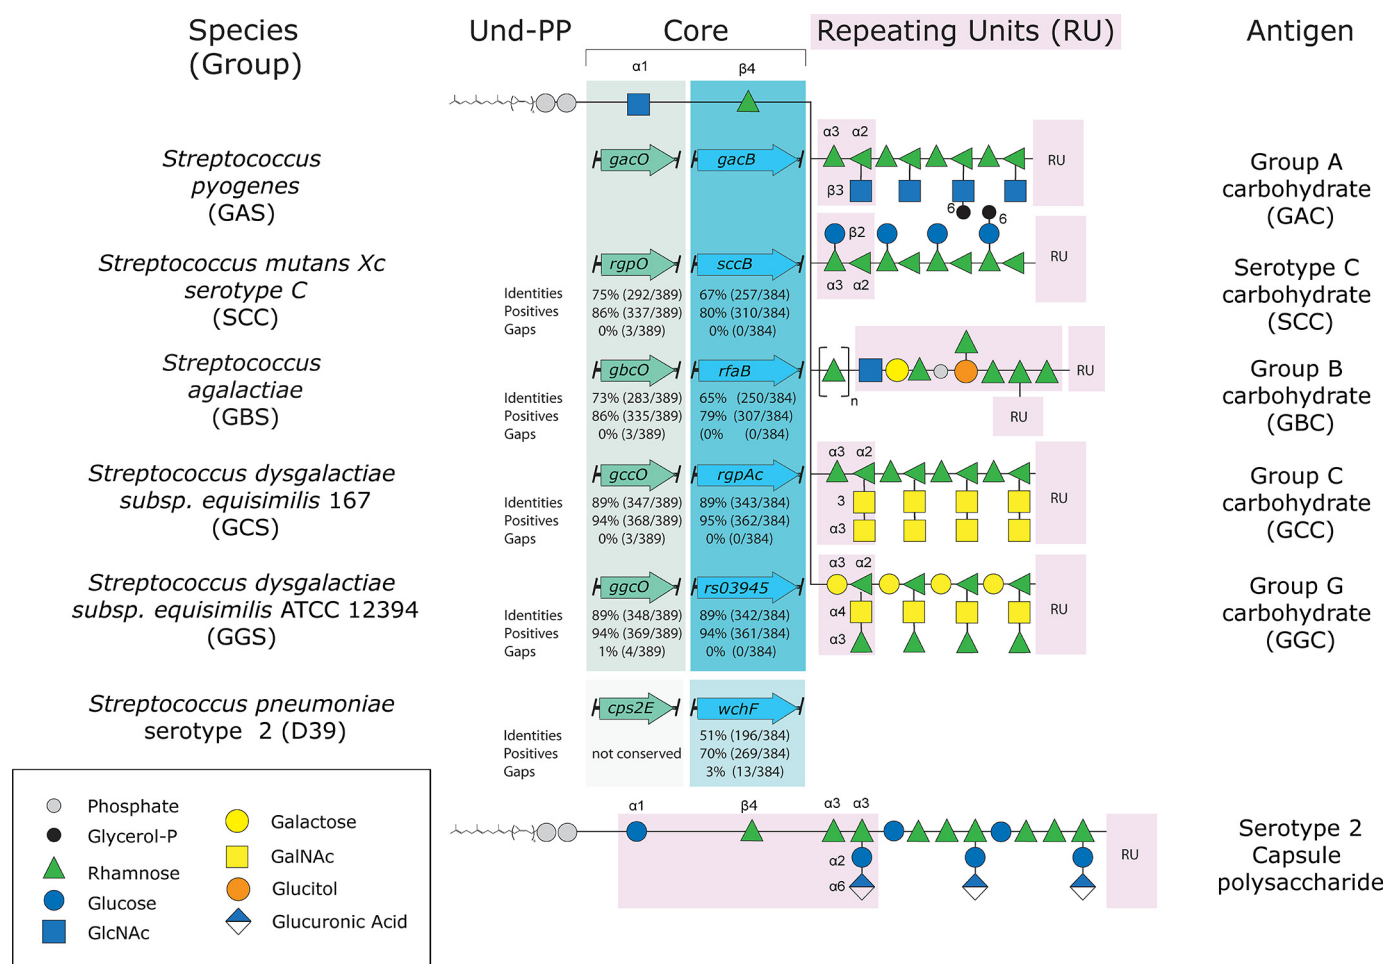 Species
(Group)
Und-PP
Core
Repeating Units (RU)
Antigen
α1
β4
Streptococcus
pyogenes
(GAS)
gacO
gacB
α3 α2
β3
6
RU
Group A
carbohydrate
(GAC)
Streptococcus mutans Xc
serotype C
(SCC)
rgpO
sccB
Identities 75% (292/389) 67% (257/384)
Positives 86% (337/389) 80% (310/384)
Gaps 0% (3/389) 0% (0/384)
6
β2
α3 α2
RU
Serotype C
carbohydrate
(SCC)
Streptococcus
agalactiae
(GBS)
gbcO
rfaB
Identities 73% (283/389) 65% (250/384)
Positives 86% (335/389) 79% (307/384)
Gaps 0% (3/389) (0% (0/384)
n
RU
RU
Group B
carbohydrate
(GBC)
Streptococcus dysgalactiae
subsp. equisimilis 167
(GCS)
gccO
rgpAc
Identities 89% (347/389) 89% (343/384)
Positives 94% (368/389) 95% (362/384)
Gaps 0% (3/389) 0% (0/384)
α3 α2
3
α3
RU
Group C
carbohydrate
(GCC)
Streptococcus dysgalactiae
subsp. equisimilis ATCC 12394
(GGS)
ggcO
rs03945
Identities 89% (348/389) 89% (342/384)
Positives 94% (369/389) 94% (361/384)
Gaps 1% (4/389) 0% (0/384)
α3 α2
α4
α3
RU
Group G
carbohydrate
(GGC)
Streptococcus pneumoniae
serotype 2 (D39)
cps2E
wchF
Identities 51% (196/384)
Positives not conserved 70% (269/384)
Gaps 3% (13/384)
α1
β4
α3 α3
α2
α6
RU
Serotype 2
Capsule
polysaccharide
Phosphate
Glycerol-P
Rhamnose
Glucose
GlcNAc
Galactose
GalNAc
Glucitol
Glucuronic Acid